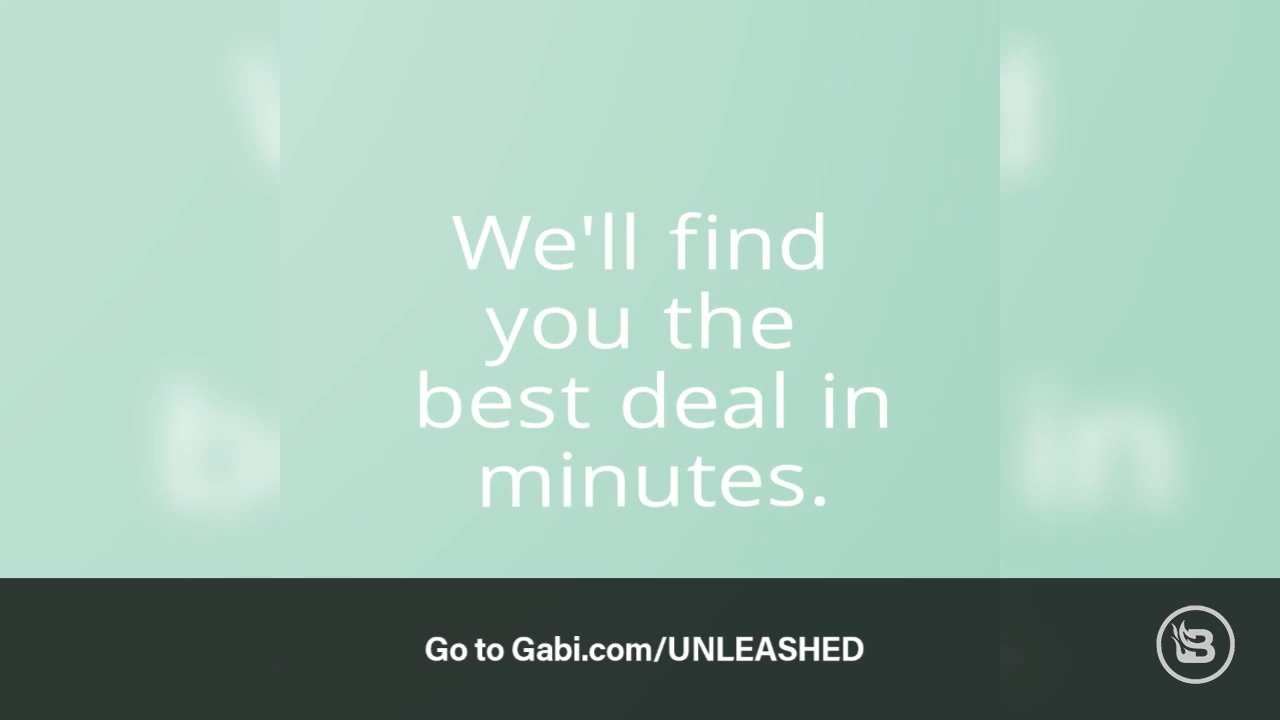 We'll find
you the
best deal in
minutes.
Go to Gabi.com/UNLEASHED
B